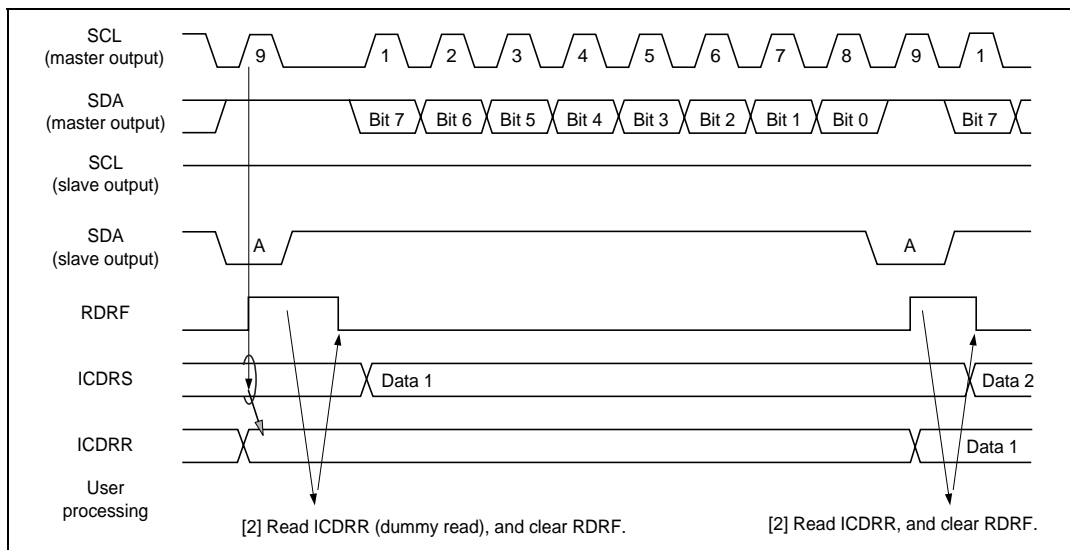 SCL
(master output)
9 1 2 3 4 5 6 7 8 9 1
SDA
(master output)
Bit 7 Bit 6 Bit 5 Bit 4 Bit 3 Bit 2 Bit 1 Bit 0 Bit 7
SCL
(slave output)
SDA
(slave output)
A A
RDRF
ICDRS
Data 1 Data 2
ICDRR
Data 1
User
processing
[2] Read ICDRR (dummy read), and clear RDRF. [2] Read ICDRR, and clear RDRF.